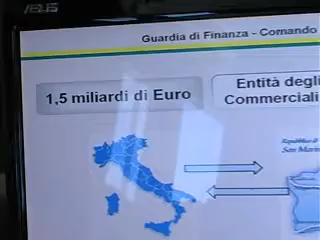 ASUS
Guardia di Finanza - Comando
1,5 miliardi di Euro
Entità degli
Commerciali
Repubblica di
San Marino